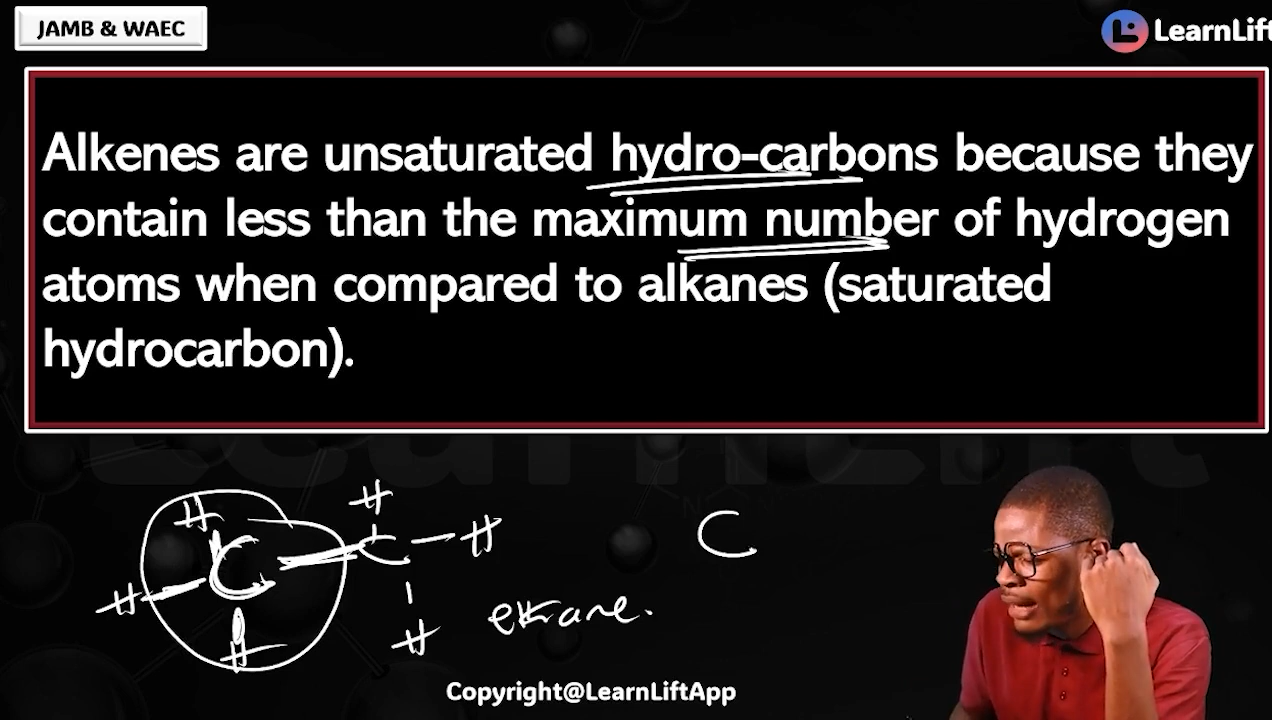 JAMB & WAEC
LearnLift
Alkenes are unsaturated hydro-carbons because they
contain less than the maximum number of hydrogen
atoms when compared to alkanes (saturated
hydrocarbon).
H H
H C C H
H H
C
ethane.
Copyright@LearnLiftApp